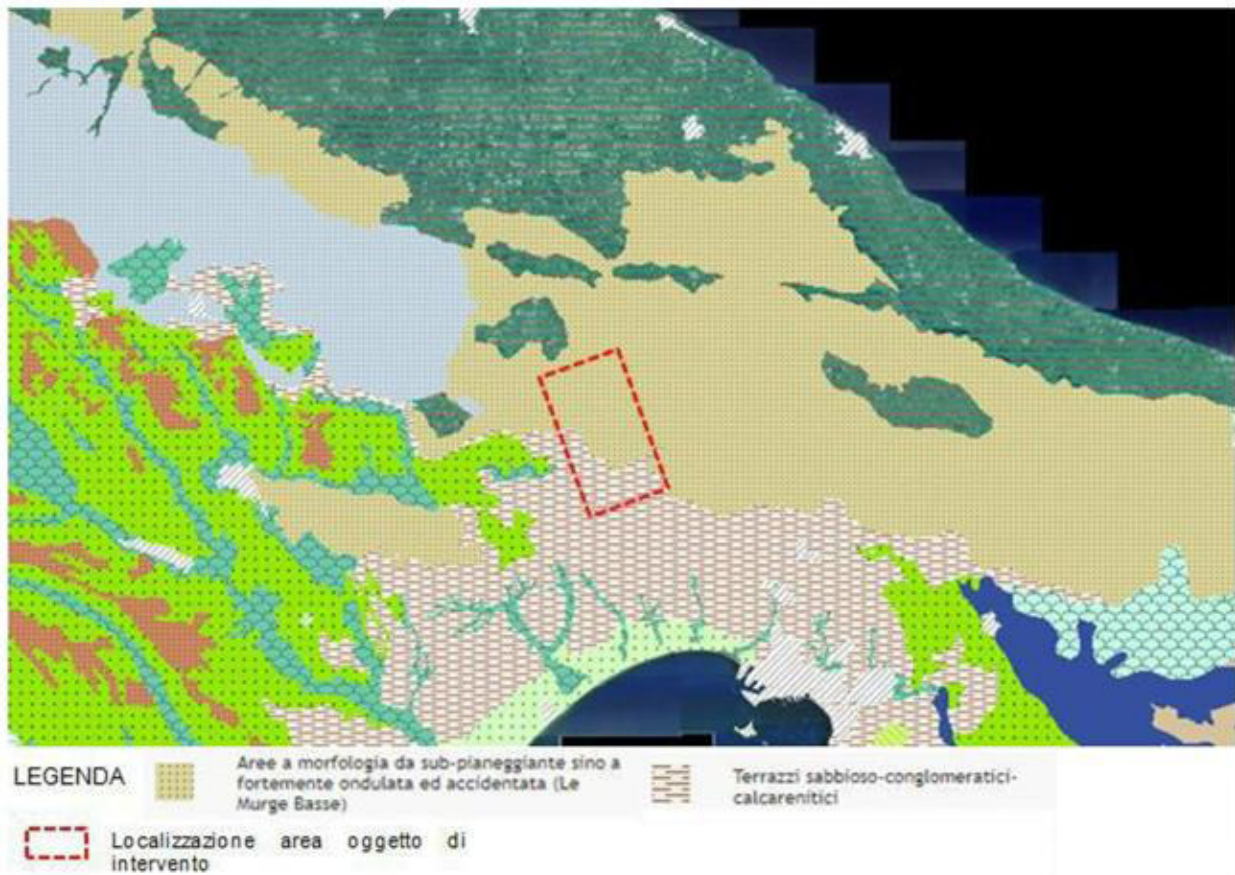 LEGENDA
Aree a morfologia da sub-pianeggiante sino a
fortemente ondulata ed accidentata (Le
Murge Basse)
Terrazzi sabbioso-conglomeratici-
calcarenitici
Localizzazione area oggetto di
intervento